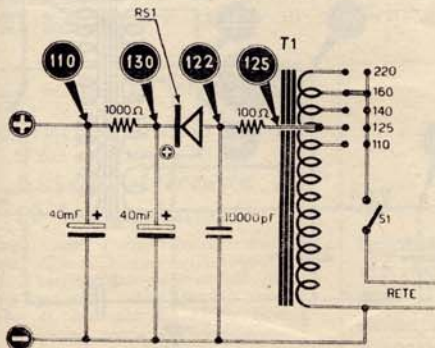 RS1
T1
110
130
122
125
220
160
140
125
110
1000Ω
100Ω
+
+
40mF
+
40mF
+
10000pF
S1
RETE
−